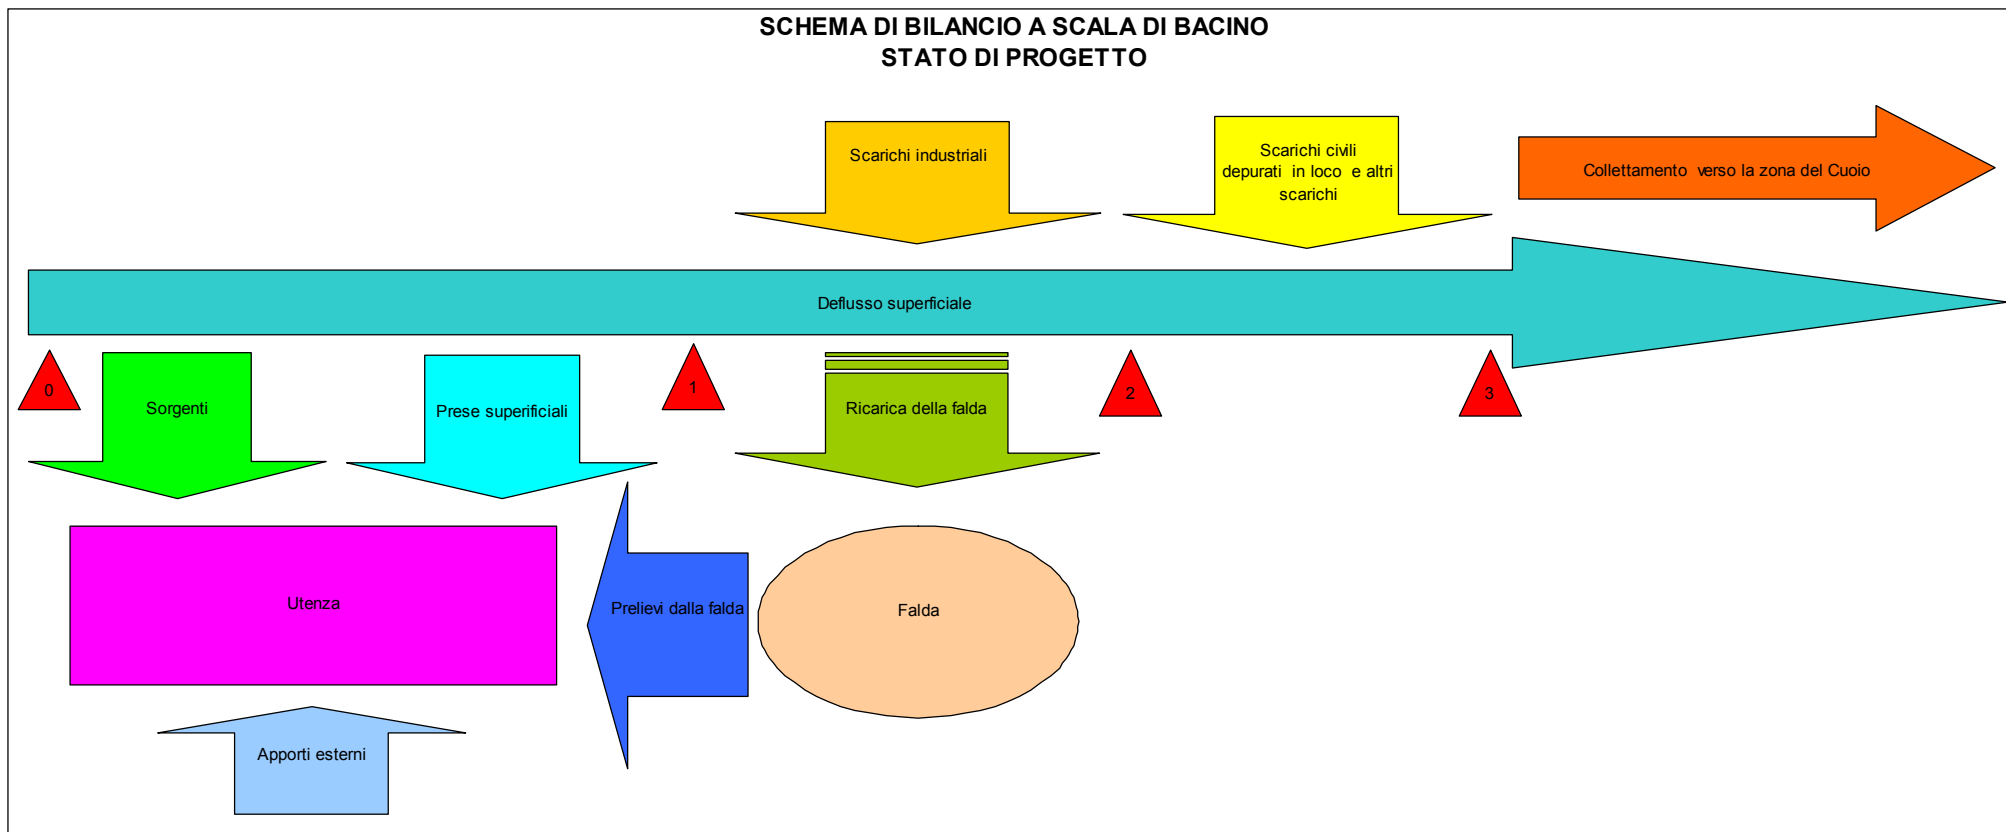 SCHEMA DI BILANCIO A SCALA DI BACINO
STATO DI PROGETTO
Scarichi industriali
Scarichi civili
depurati in loco e altri
scarichi
Collettamento verso la zona del Cuoio
Deflusso superficiale
0
1
2
3
Sorgenti
Prese superificiali
Ricarica della falda
Utenza
Prelievi dalla falda
Falda
Apporti esterni